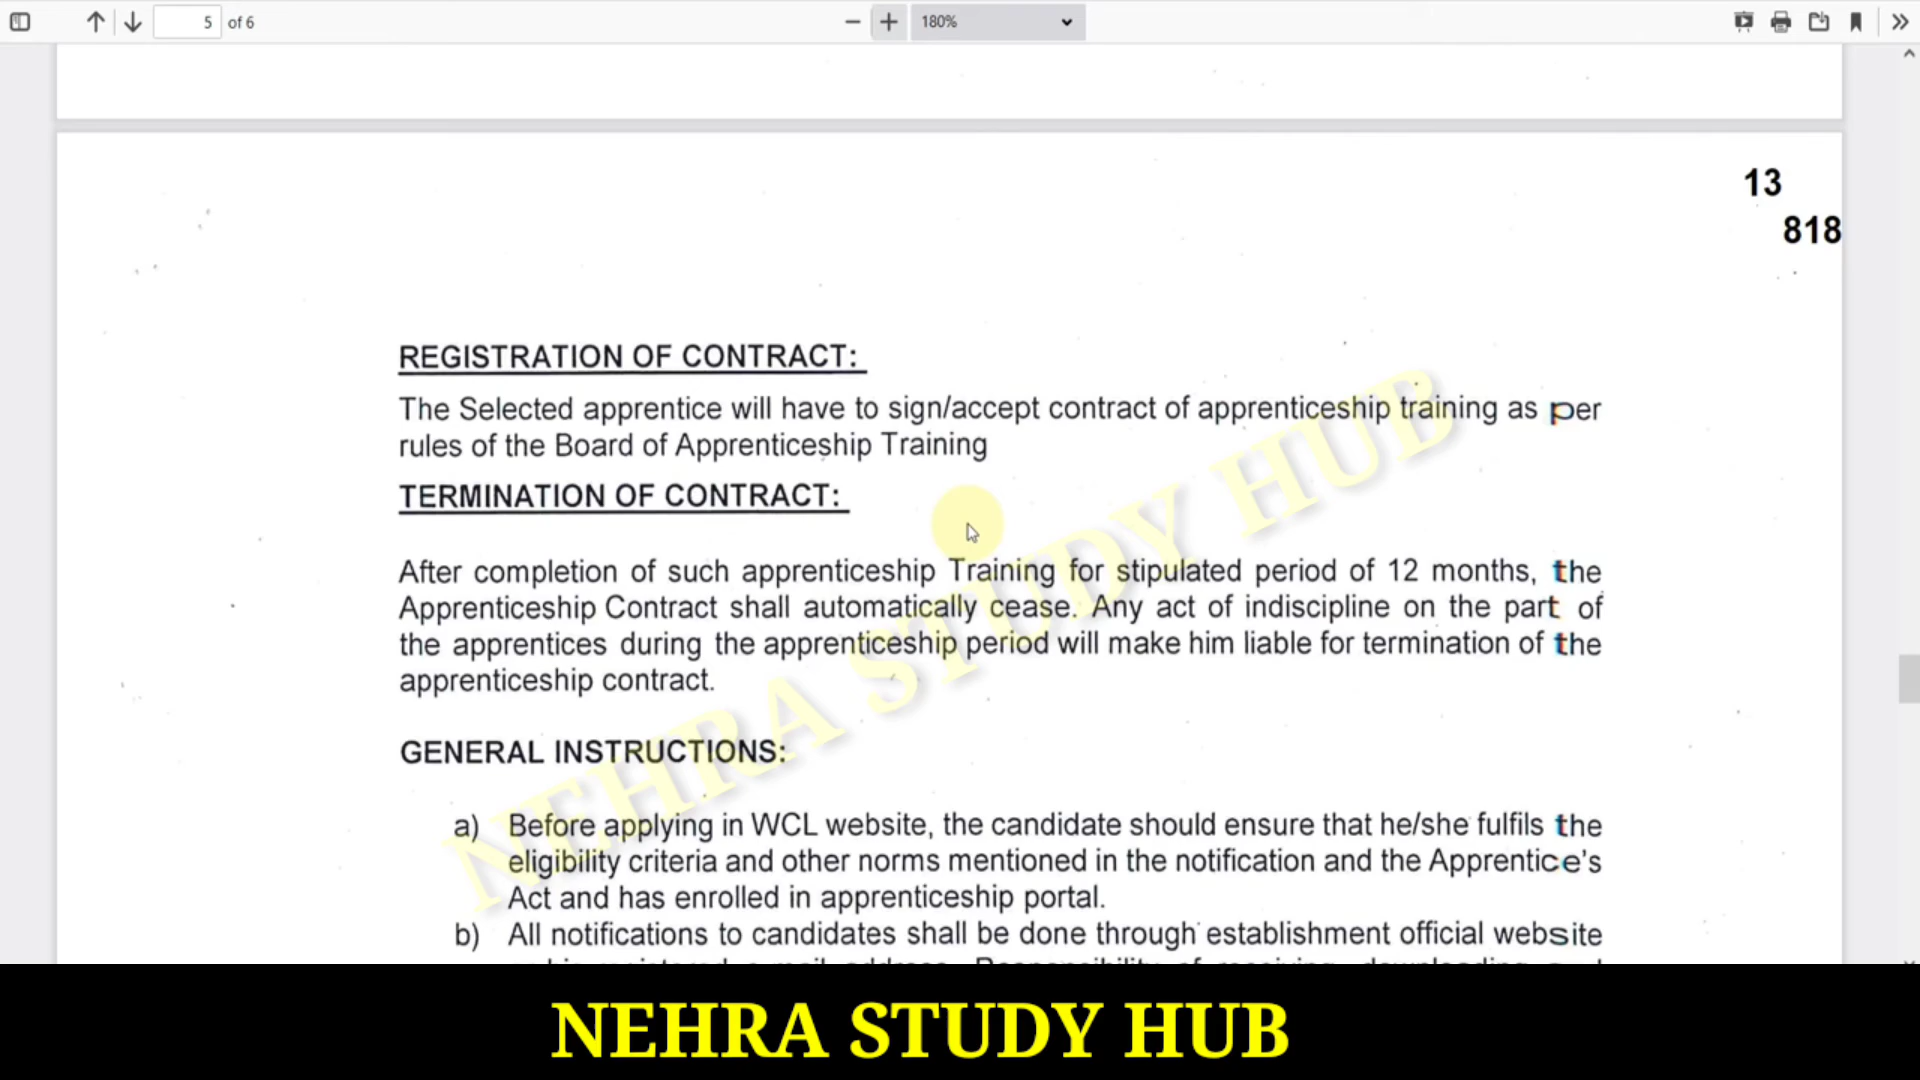 5 of 6
180%
13
818
REGISTRATION OF CONTRACT:
The Selected apprentice will have to sign/accept contract of apprenticeship training as per
rules of the Board of Apprenticeship Training
TERMINATION OF CONTRACT:
After completion of such apprenticeship Training for stipulated period of 12 months, the
Apprenticeship Contract shall automatically cease. Any act of indiscipline on the part of
the apprentices during the apprenticeship period will make him liable for termination of the
apprenticeship contract.
GENERAL INSTRUCTIONS:
a) Before applying in WCL website, the candidate should ensure that he/she fulfils the
eligibility criteria and other norms mentioned in the notification and the Apprentice's
Act and has enrolled in apprenticeship portal.
b) All notifications to candidates shall be done through establishment official website
NEHRA STUDY HUB
NEHRA STUDY HUB